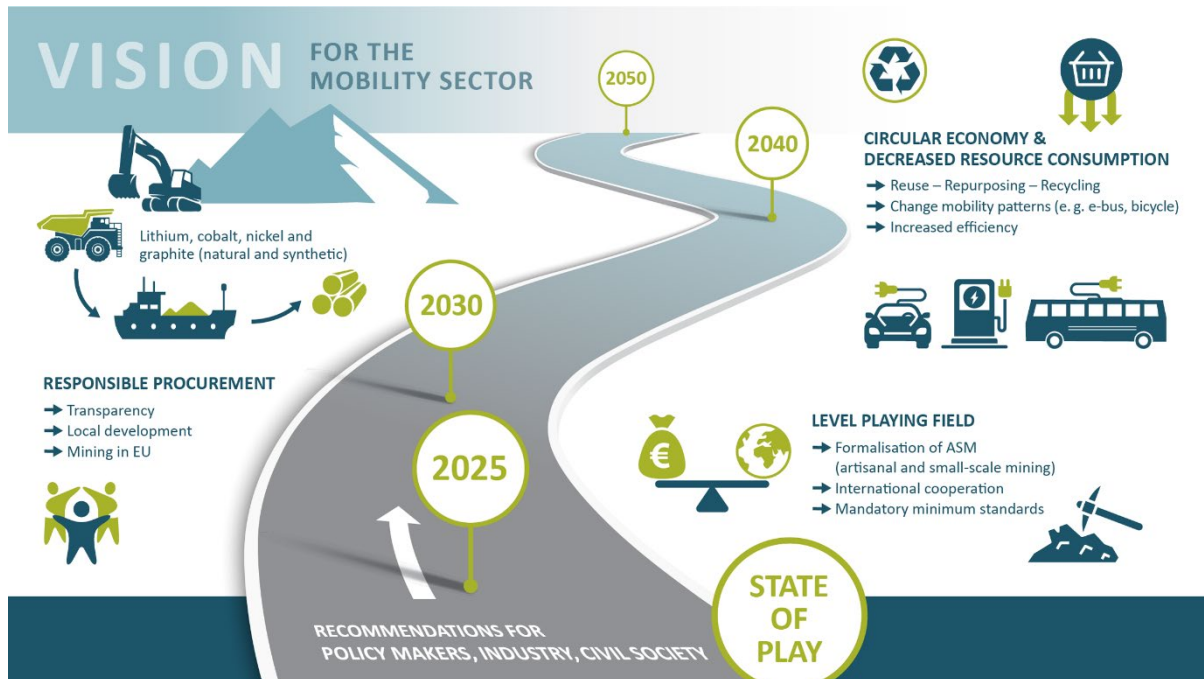 VISION
FOR THE
MOBILITY SECTOR
2050
2040
2030
2025
Lithium, cobalt, nickel and
graphite (natural and synthetic)
RESPONSIBLE PROCUREMENT
Transparency
Local development
Mining in EU
CIRCULAR ECONOMY &
DECREASED RESOURCE CONSUMPTION
Reuse – Repurposing – Recycling
Change mobility patterns (e. g. e-bus, bicycle)
Increased efficiency
€
LEVEL PLAYING FIELD
Formalisation of ASM
(artisanal and small-scale mining)
International cooperation
Mandatory minimum standards
STATE
OF
PLAY
RECOMMENDATIONS FOR
POLICY MAKERS, INDUSTRY, CIVIL SOCIETY